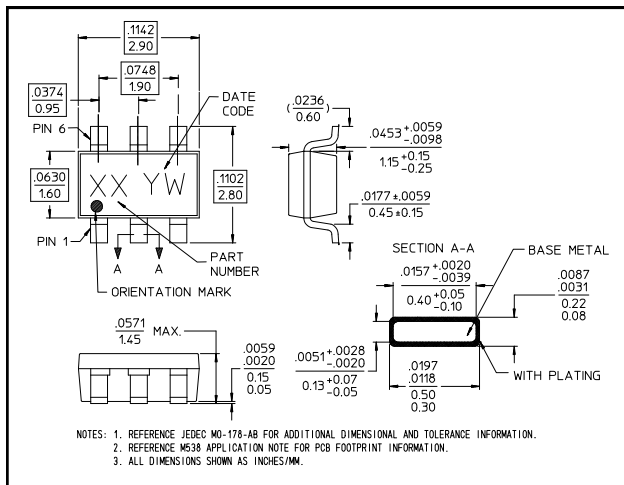 .1142
2.90
.0748
1.90
.0374
0.95
DATE
CODE
PIN 6
.0630
1.60
XX YW
.1102
2.80
PIN 1
A A
PART
NUMBER
ORIENTATION MARK
(.0236)
0.60
.0453 +.0059
-.0098
1.15 +0.15
-0.25
.0177 ±.0059
0.45 ±0.15
SECTION A-A
BASE METAL
.0157 +.0020
-.0039
0.40 +0.05
-0.10
.0087
.0031
0.22
0.08
.0571
1.45 MAX.
.0059
.0020
0.15
0.05
.0051 +.0028
-.0020
0.13 +0.07
-0.05
.0197
.0118
0.50
0.30
WITH PLATING
NOTES: 1. REFERENCE JEDEC MO-178-AB FOR ADDITIONAL DIMENSIONAL AND TOLERANCE INFORMATION.
2. REFERENCE M538 APPLICATION NOTE FOR PCB FOOTPRINT INFORMATION.
3. ALL DIMENSIONS SHOWN AS INCHES/MM.